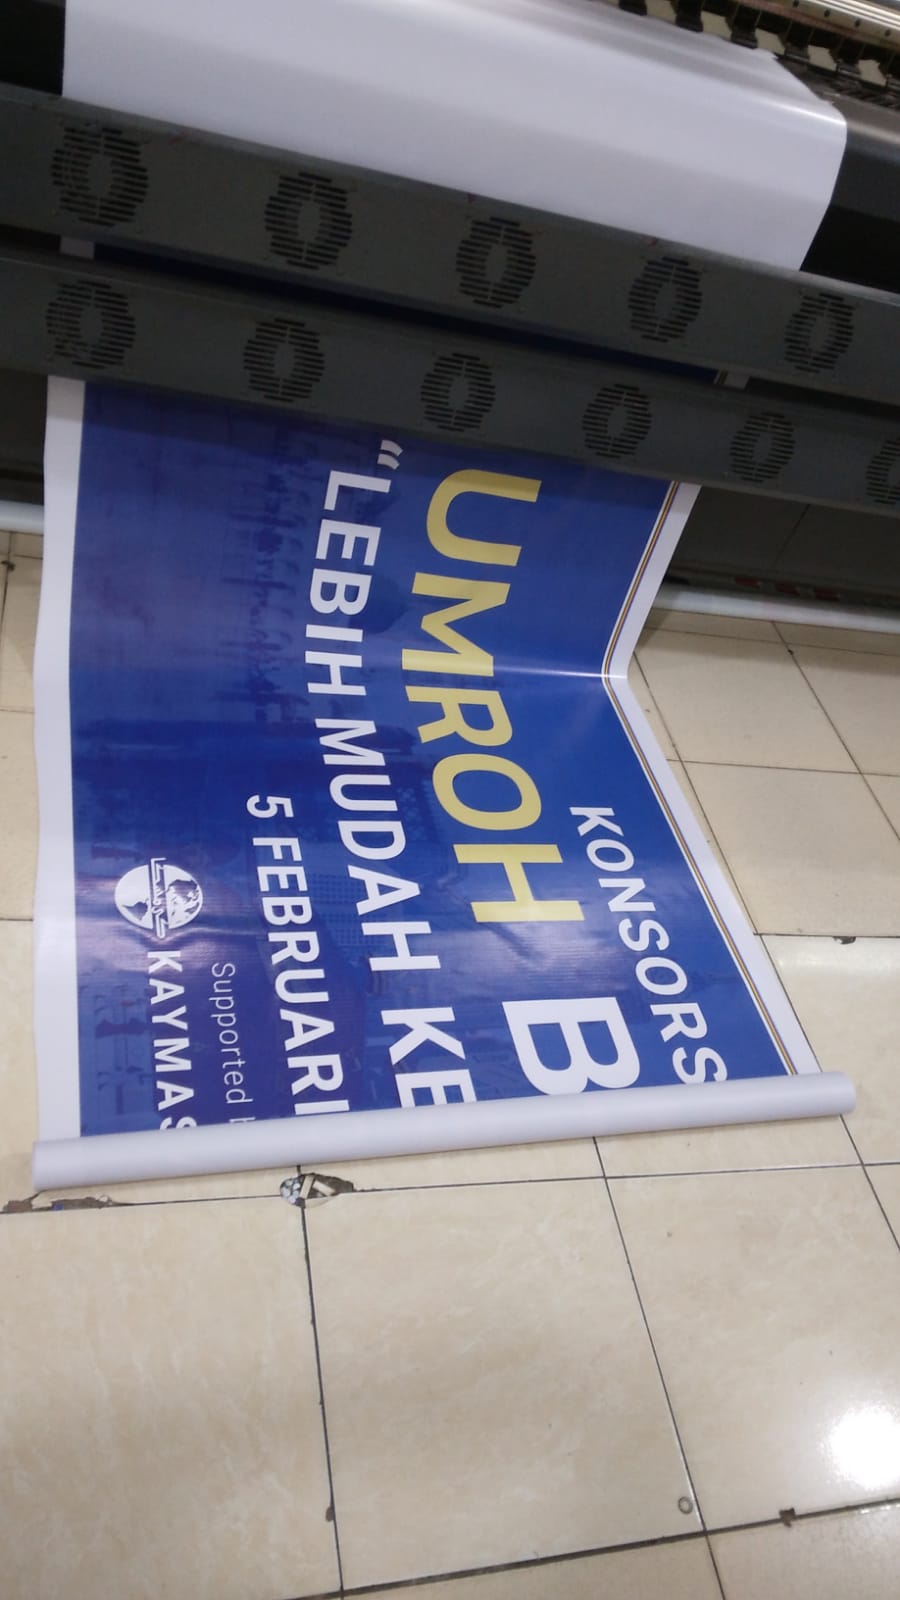 KONSORS
UMROH B
“LEBIH MUDAH KE
5 FEBRUARI
Supported
KAYMAS